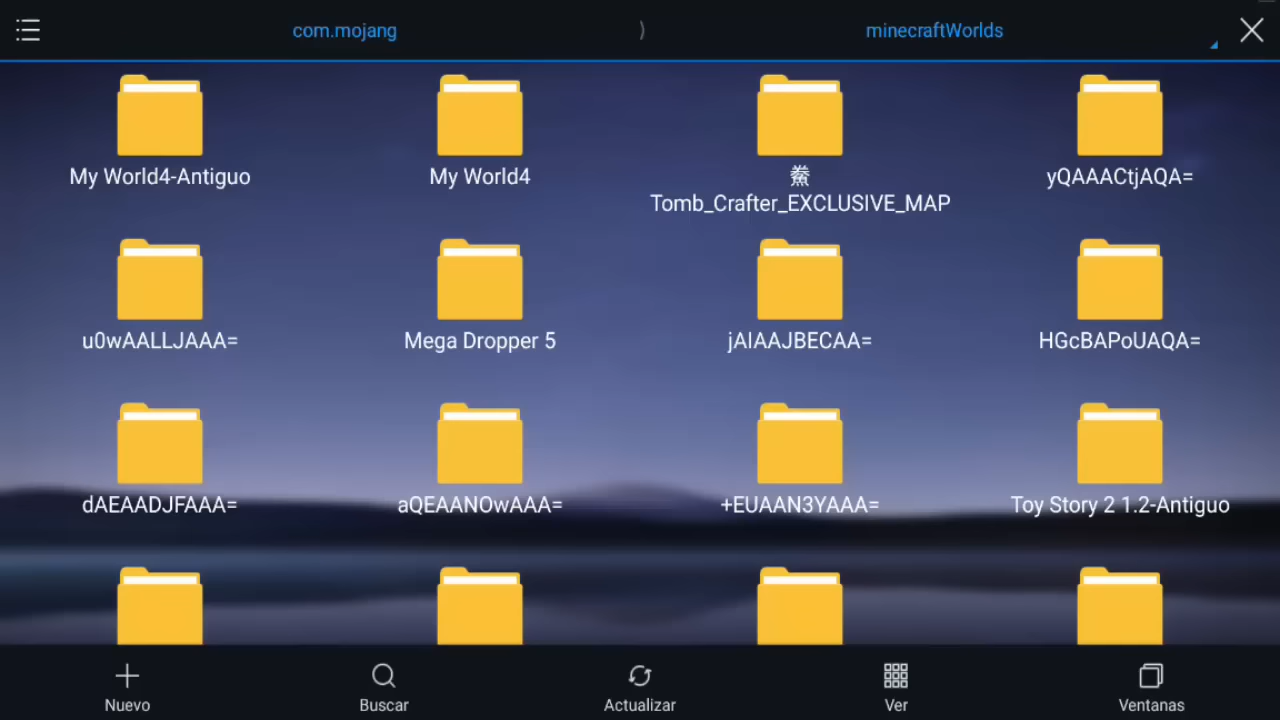 com.mojang
minecraftWorlds
My World4-Antiguo
My World4
Tomb_Crafter_EXCLUSIVE_MAP
yQAAACtjAQA=
u0wAALLJAAA=
Mega Dropper 5
jAIAAJBECAA=
HGcBAPoUAQA=
dAEAADJFAAA=
aQEAANOwAAA=
+EUAAN3YAAA=
Toy Story 2 1.2-Antiguo
Nuevo
Buscar
Actualizar
Ver
Ventanas